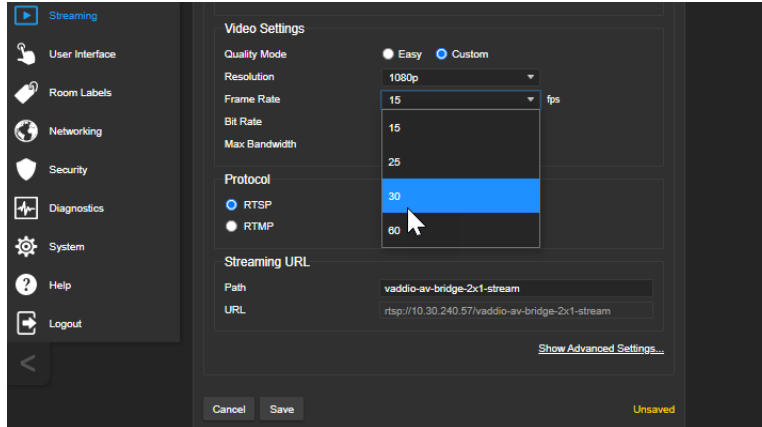 Streaming
User Interface
Room Labels
Networking
Security
Diagnostics
System
Help
Logout
Video Settings
Quality Mode Easy Custom
Resolution 1080p
Frame Rate 15 fps
Bit Rate
Max Bandwidth
15
25
30
60
Protocol
RTSP
RTMP
Streaming URL
Path vaddio-av-bridge-2x1-stream
URL rtsp://10.30.240.57/vaddio-av-bridge-2x1-stream
Show Advanced Settings...
Cancel Save Unsaved